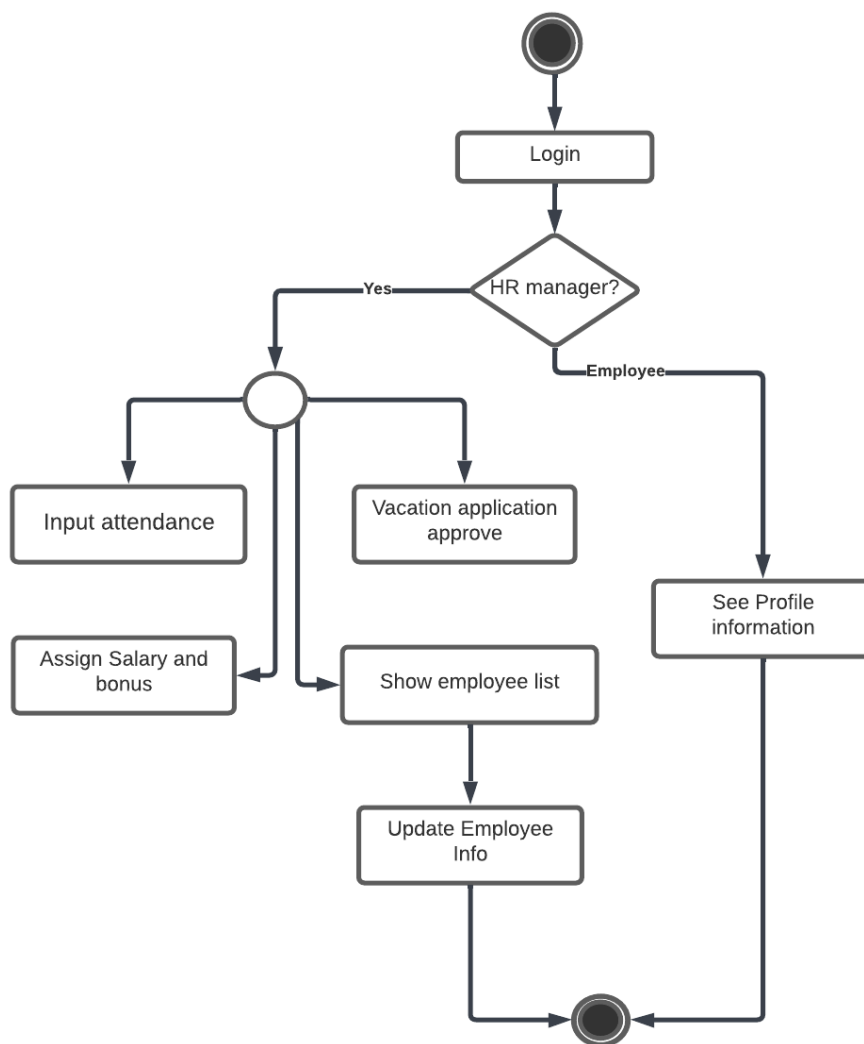 Login
HR manager?
Yes
Employee
Input attendance
Vacation application
approve
See Profile
information
Assign Salary and
bonus
Show employee list
Update Employee
Info